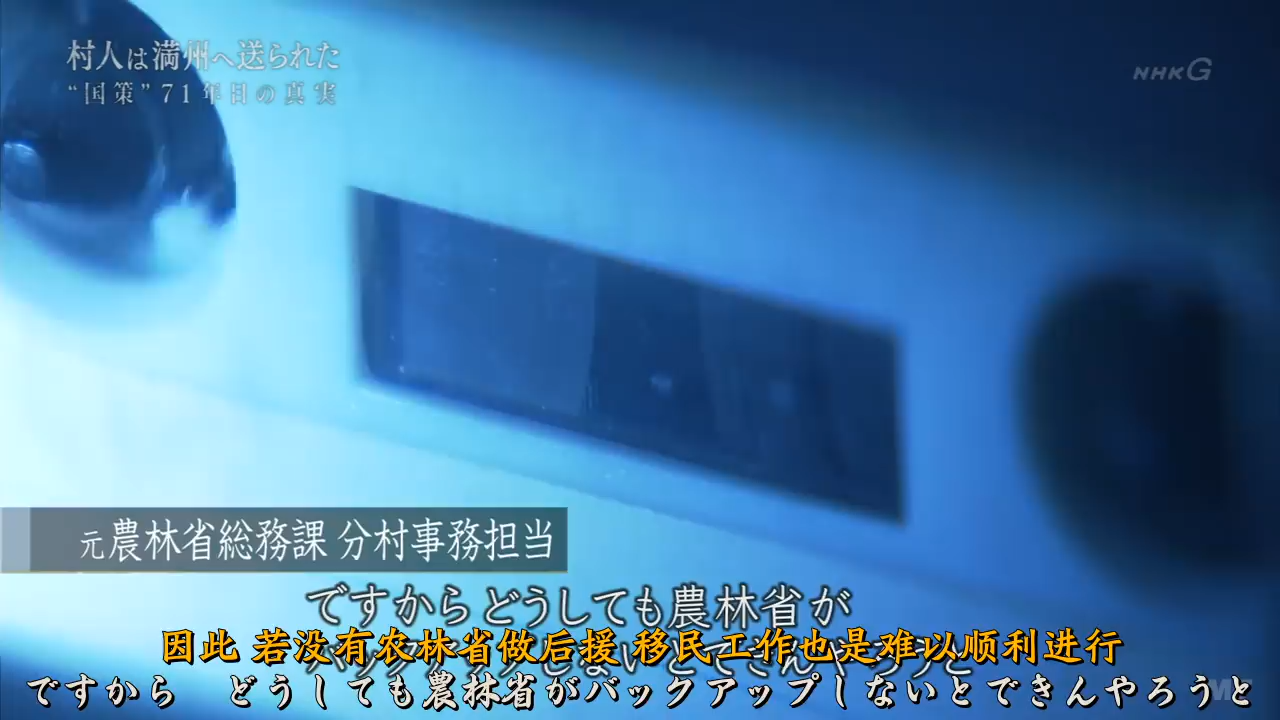 村人は満州へ送られた
“国策”71年目の真実
NHKG
元農林省総務課 分村事務担当
ですから どうしても農林省が
因此 若没有农林省做后援 移民工作也是难以顺利进行
ですから どうしても農林省がバックアップしないとできんやろうと